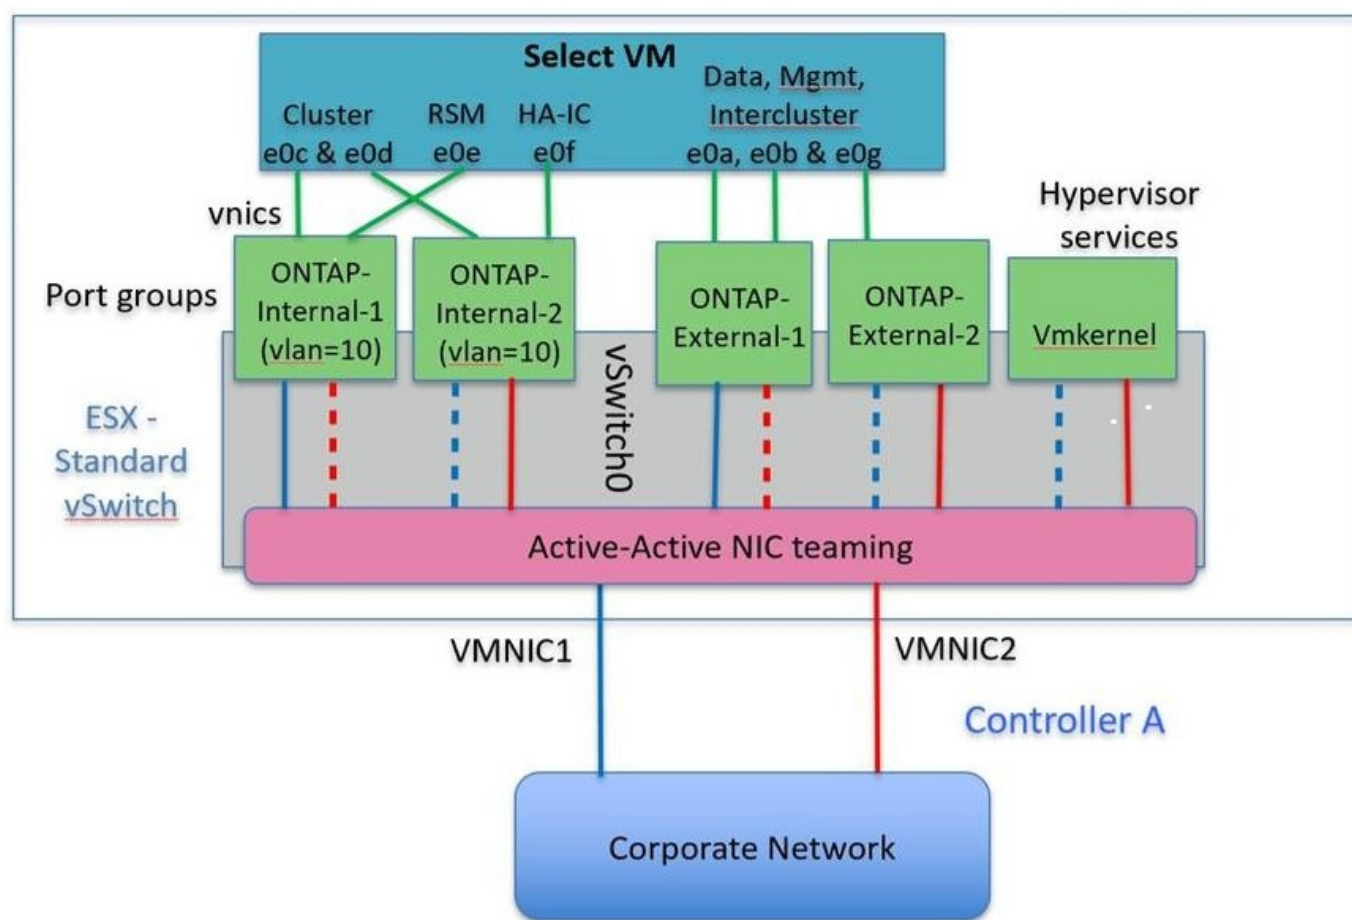 Select VM
Cluster
e0c & e0d
RSM
e0e
HA-IC
e0f
Data, Mgmt,
Intercluster
e0a, e0b & e0g
vnics
Hypervisor
services
Port groups
ONTAP-
Internal-1
(vlan=10)
ONTAP-
Internal-2
(vlan=10)
ONTAP-
External-1
ONTAP-
External-2
Vmkernel
ESX -
Standard
vSwitch
vSwitch0
Active-Active NIC teaming
VMNIC1
VMNIC2
Controller A
Corporate Network